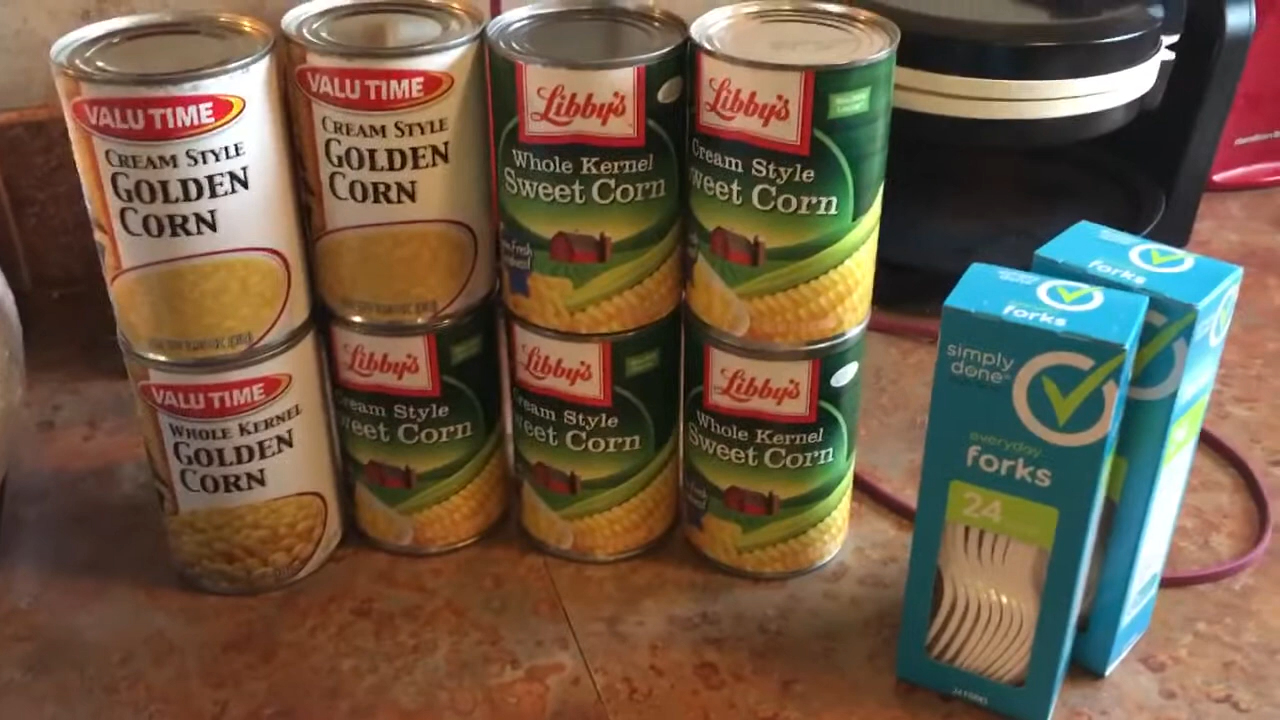 VALU TIME
CREAM STYLE
GOLDEN
CORN
VALU TIME
CREAM STYLE
GOLDEN
CORN
Libby's
Whole Kernel
Sweet Corn
Libby's
Cream Style
weet Corn
VALU TIME
WHOLE KERNEL
GOLDEN
CORN
Libby's
ream Style
weet Corn
Libby's
ream Style
weet Corn
Libby's
Whole Kernel
Sweet Corn
forks
simply
done
everyday
forks
24
forks